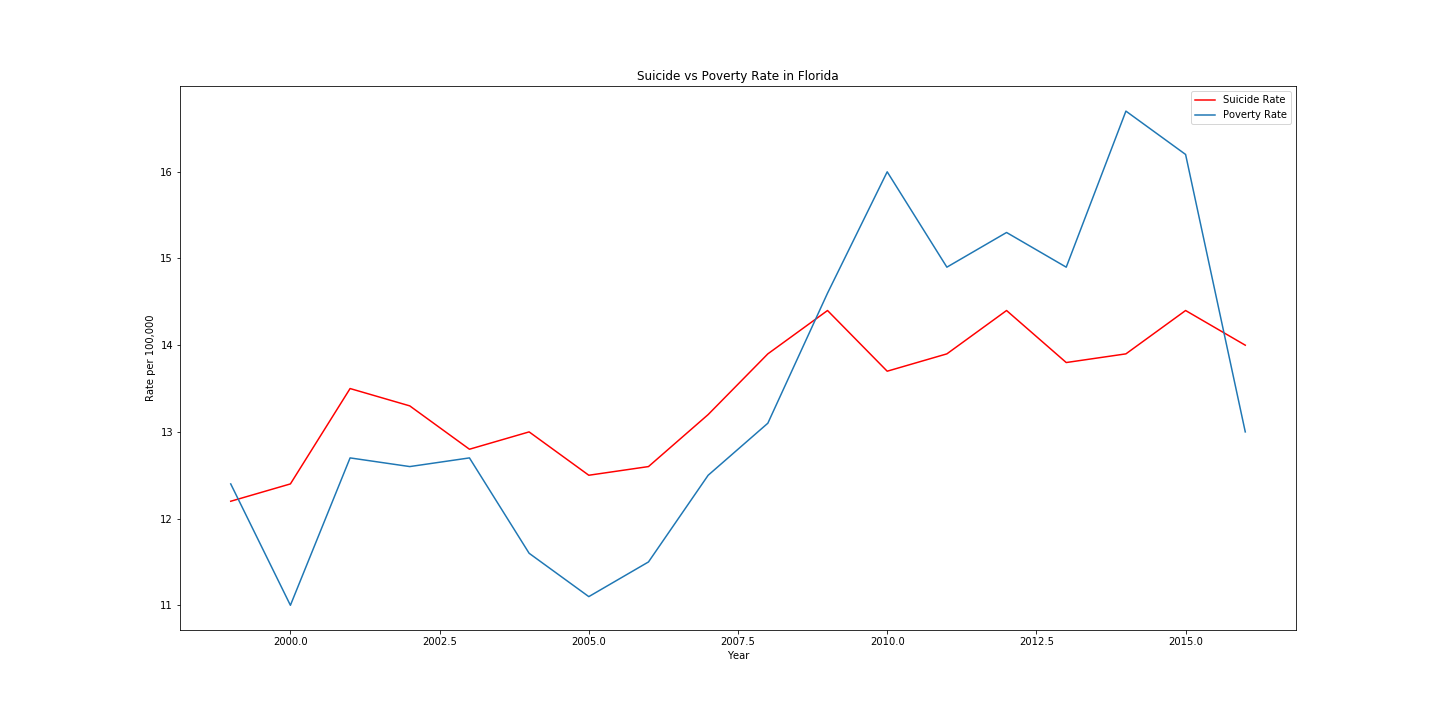 Suicide vs Poverty Rate in Florida
Suicide Rate
Poverty Rate
Rate per 100,000
16
15
14
13
12
11
2000.0 2002.5 2005.0 2007.5 2010.0 2012.5 2015.0
Year